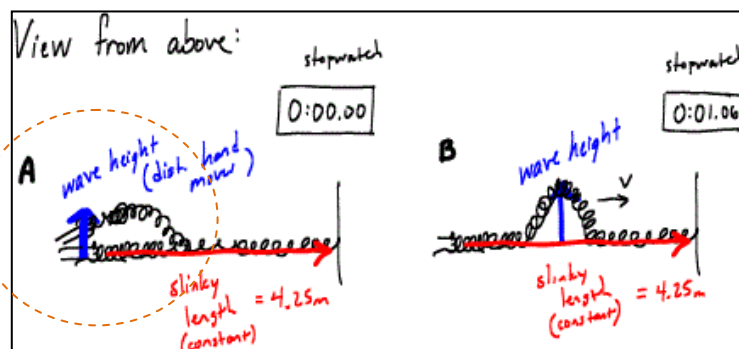 View from above:
stopwatch
0:00.00
A
wave height
(dist. hand
moves)
slinky
length = 4.25m
(constant)
stopwatch
0:01.06
B
wave height
v
slinky
length = 4.25m
(constant)